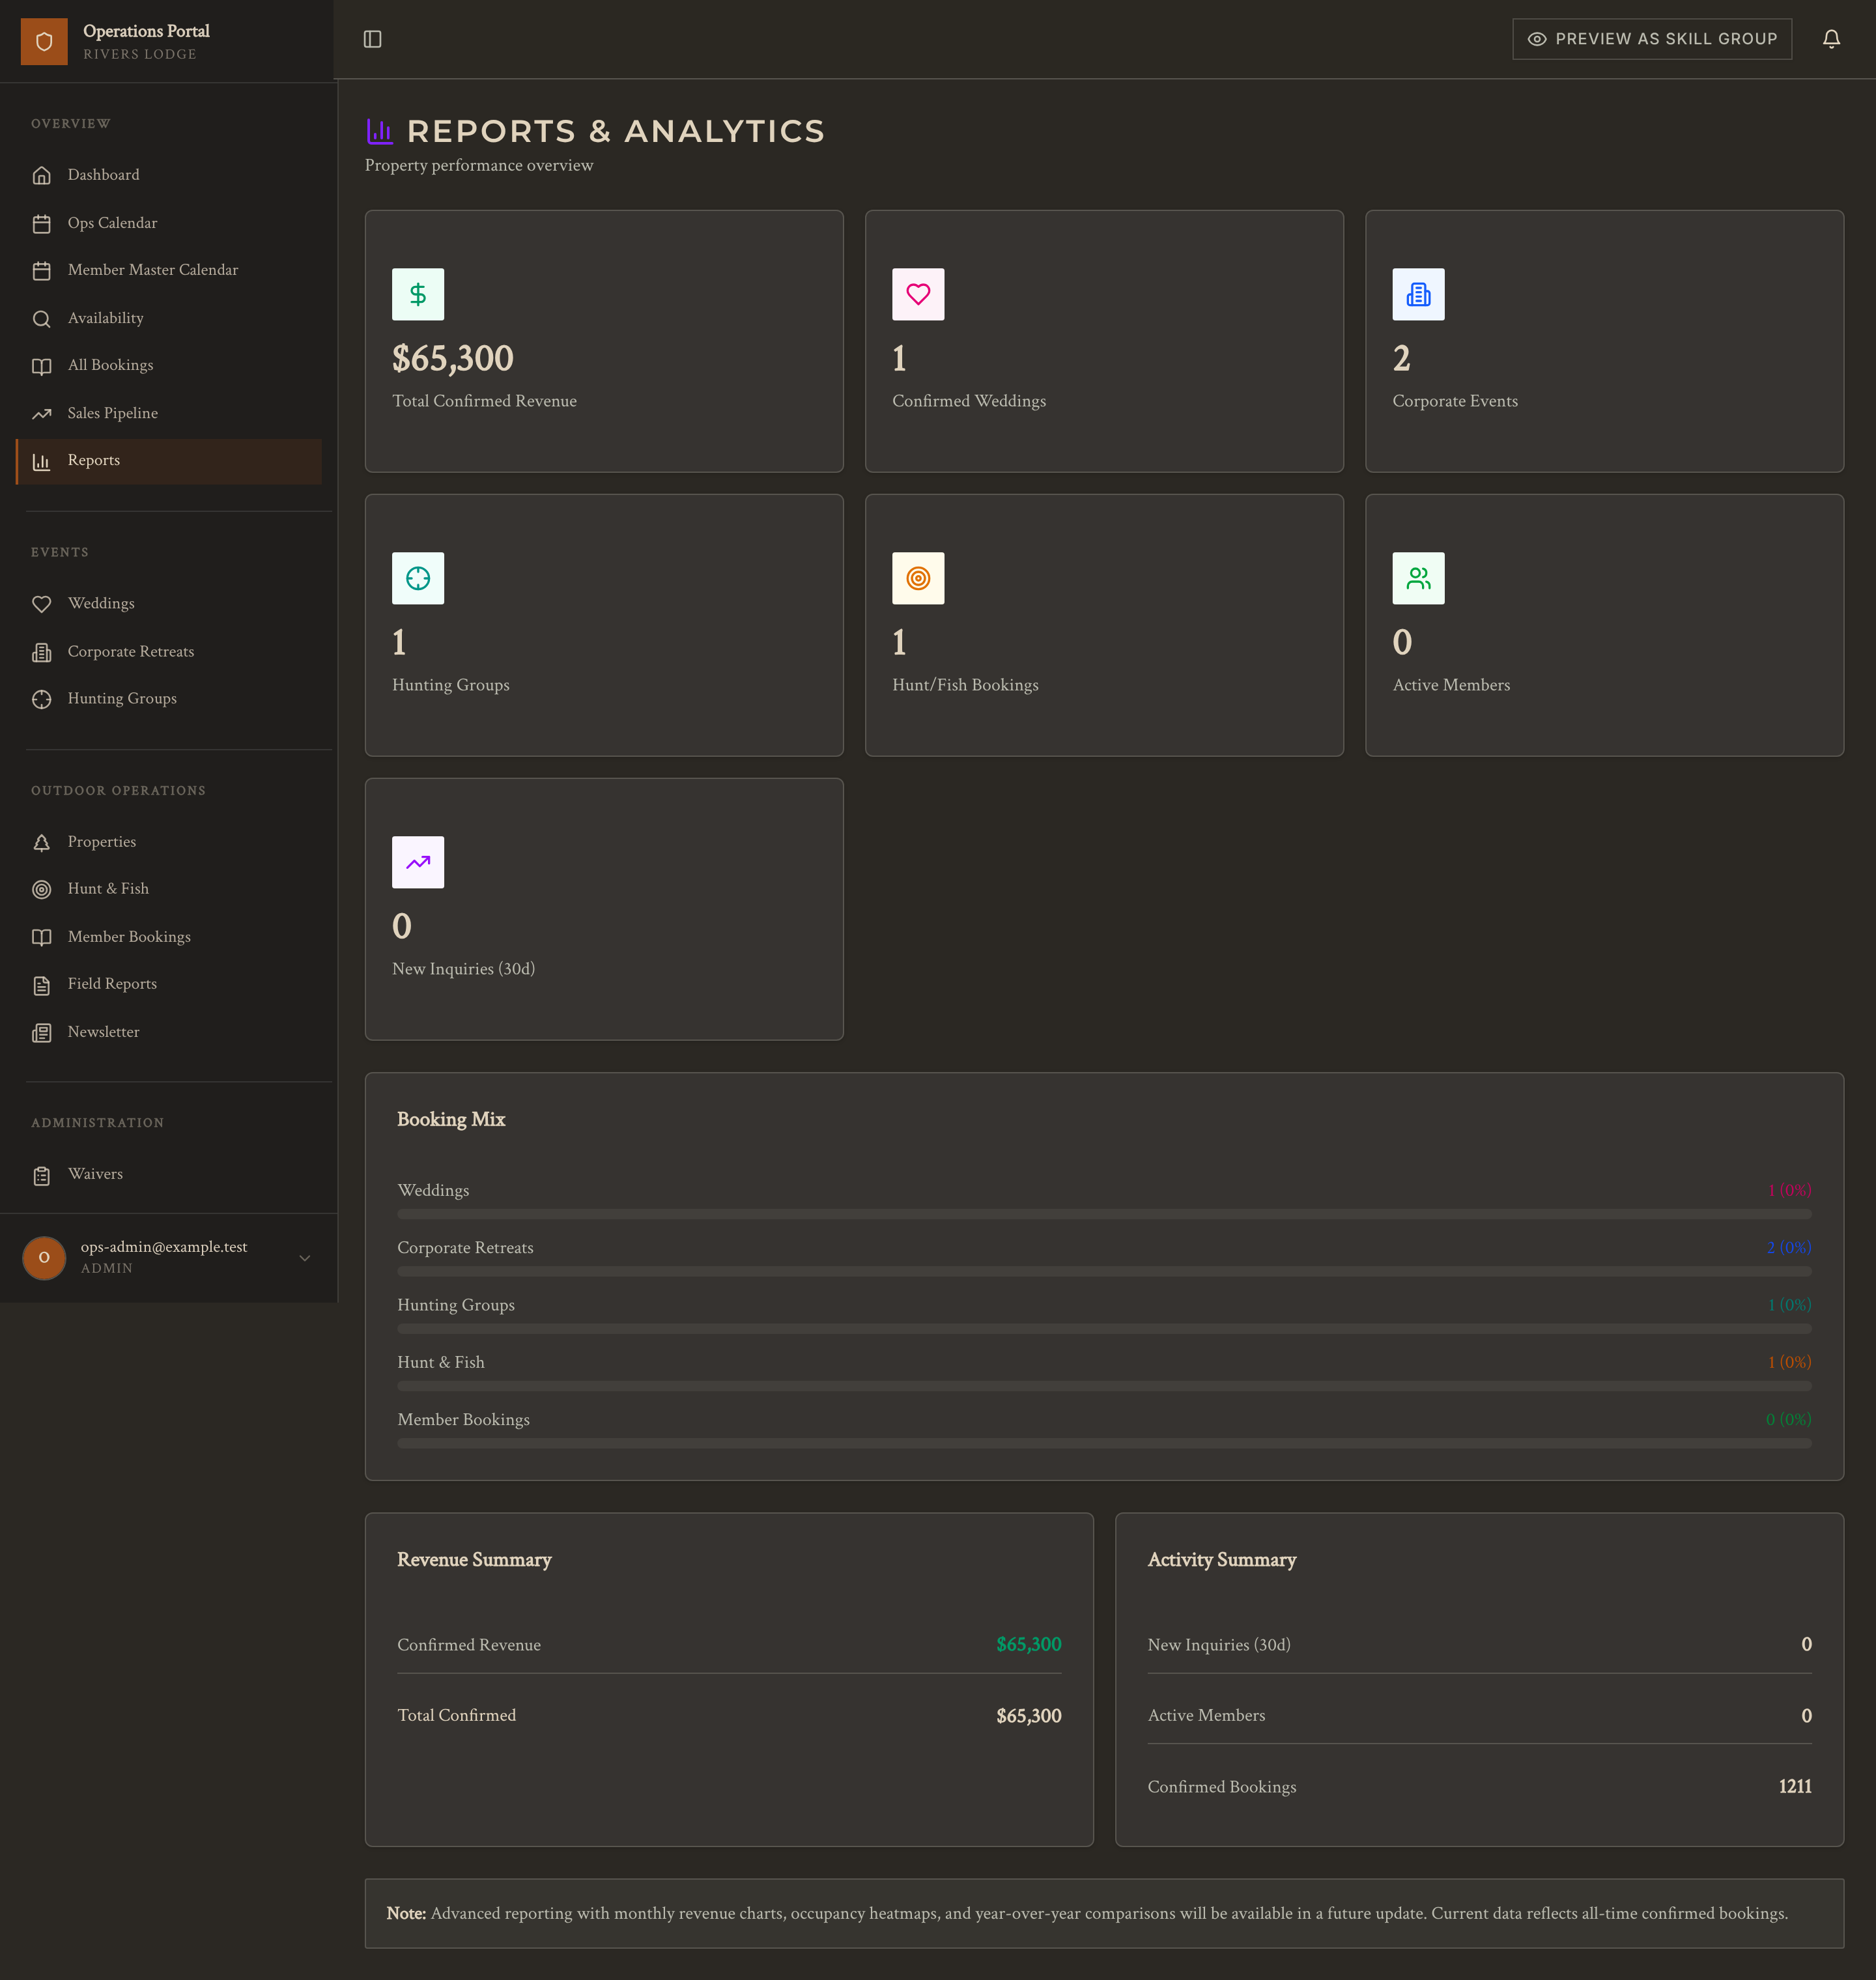 Operations Portal
RIVERS LODGE
PREVIEW AS SKILL GROUP
OVERVIEW
Dashboard
Ops Calendar
Member Master Calendar
Availability
All Bookings
Sales Pipeline
Reports
EVENTS
Weddings
Corporate Retreats
Hunting Groups
OUTDOOR OPERATIONS
Properties
Hunt & Fish
Member Bookings
Field Reports
Newsletter
ADMINISTRATION
Waivers
O
ops-admin@example.test
ADMIN
REPORTS & ANALYTICS
Property performance overview
$65,300
Total Confirmed Revenue
1
Confirmed Weddings
2
Corporate Events
1
Hunting Groups
1
Hunt/Fish Bookings
0
Active Members
0
New Inquiries (30d)
Booking Mix
Weddings 1 (0%)
Corporate Retreats 2 (0%)
Hunting Groups 1 (0%)
Hunt & Fish 1 (0%)
Member Bookings 0 (0%)
Revenue Summary
Confirmed Revenue $65,300
Total Confirmed $65,300
Activity Summary
New Inquiries (30d) 0
Active Members 0
Confirmed Bookings 1211
Note: Advanced reporting with monthly revenue charts, occupancy heatmaps, and year-over-year comparisons will be available in a future update. Current data reflects all-time confirmed bookings.